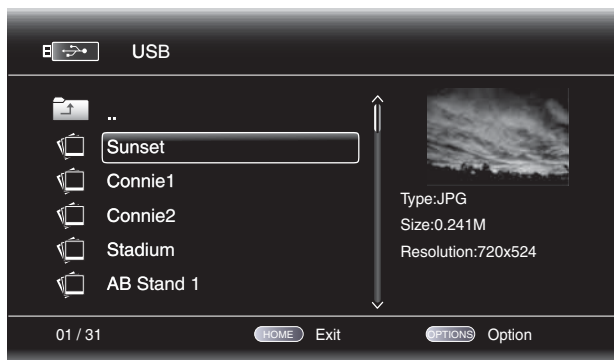 USB
..
Sunset
Connie1
Connie2
Stadium
AB Stand 1
Type:JPG
Size:0.241M
Resolution:720x524
01 / 31
HOME Exit
OPTIONS Option